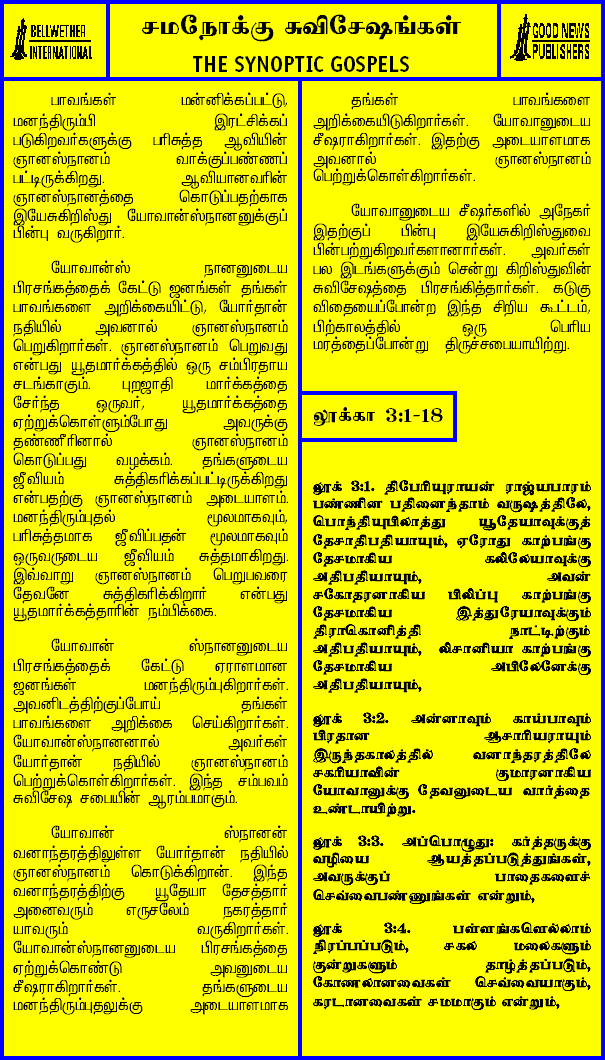 BELLWETHER
INTERNATIONAL
சமநோக்கு சுவிசேஷங்கள்
THE SYNOPTIC GOSPELS
GOOD NEWS
PUBLISHERS
பாவங்கள் மன்னிக்கப்பட்டு,
மனந்திரும்பி இரட்சிக்கப்
படுகிறவர்களுக்கு பரிசுத்த ஆவியின்
ஞானஸ்நானம் வாக்குப்பண்ணப்
பட்டிருக்கிறது. ஆவியானவரின்
ஞானஸ்நானத்தை கொடுப்பதற்காக
இயேசுகிறிஸ்து யோவான்ஸ்நானனுக்குப்
பின்பு வருகிறார்.
யோவான்ஸ் நானனுடைய
பிரசங்கத்தைக் கேட்டு ஜனங்கள் தங்கள்
பாவங்களை அறிக்கையிட்டு, யோர்தான்
நதியில் அவனால் ஞானஸ்நானம்
பெறுகிறார்கள். ஞானஸ்நானம் பெறுவது
என்பது யூதமார்க்கத்தில் ஒரு சம்பிரதாய
சடங்காகும். புறஜாதி மார்க்கத்தை
சேர்ந்த ஒருவர், யூதமார்க்கத்தை
ஏற்றுக்கொள்ளும்போது அவருக்கு
தண்ணீரினால் ஞானஸ்நானம்
கொடுப்பது வழக்கம். தங்களுடைய
ஜீவியம் சுத்திகரிக்கப்பட்டிருக்கிறது
என்பதற்கு ஞானஸ்நானம் அடையாளம்.
மனந்திரும்புதல் மூலமாகவும்,
பரிசுத்தமாக ஜீவிப்பதன் மூலமாகவும்
ஒருவருடைய ஜீவியம் சுத்தமாகிறது.
இவ்வாறு ஞானஸ்நானம் பெறுபவரை
தேவனே சுத்திகரிக்கிறார் என்பது
யூதமார்க்கத்தாரின் நம்பிக்கை.
யோவான் ஸ்நானனுடைய
பிரசங்கத்தைக் கேட்டு ஏராளமான
ஜனங்கள் மனந்திரும்புகிறார்கள்.
அவனிடத்திற்குப்போய் தங்கள்
பாவங்களை அறிக்கை செய்கிறார்கள்.
யோவான்ஸ்நானனால் அவர்கள்
யோர்தான் நதியில் ஞானஸ்நானம்
பெற்றுக்கொள்கிறார்கள். இந்த சம்பவம்
சுவிசேஷ சபையின் ஆரம்பமாகும்.
யோவான் ஸ்நானன்
வனாந்தரத்திலுள்ள யோர்தான் நதியில்
ஞானஸ்நானம் கொடுக்கிறான். இந்த
வனாந்தரத்திற்கு யூதேயா தேசத்தார்
அனைவரும் எருசலேம் நகரத்தார்
யாவரும் வருகிறார்கள்.
யோவான்ஸ்நானனுடைய பிரசங்கத்தை
ஏற்றுக்கொண்டு அவனுடைய
சீஷராகிறார்கள். தங்களுடைய
மனந்திரும்புதலுக்கு அடையாளமாக
தங்கள் பாவங்களை
அறிக்கையிடுகிறார்கள். யோவானுடைய
சீஷராகிறார்கள். இதற்கு அடையாளமாக
அவனால் ஞானஸ்நானம்
பெற்றுக்கொள்கிறார்கள்.
யோவானுடைய சீஷர்களில் அநேகர்
இதற்குப் பின்பு இயேசுகிறிஸ்துவை
பின்பற்றுகிறவர்களானார்கள். அவர்கள்
பல இடங்களுக்கும் சென்று கிறிஸ்துவின்
சுவிசேஷத்தை பிரசங்கித்தார்கள். கடுகு
விதையைப்போன்ற இந்த சிறிய கூட்டம்,
பிற்காலத்தில் ஒரு பெரிய
மரத்தைப்போன்று திருச்சபையாயிற்று.
லூக்கா 3:1-18
லூக் 3:1. திபேரியுராயன் ராஜ்யபாரம்
பண்ணின பதினைந்தாம் வருஷத்திலே,
பொந்தியுபிலாத்து யூதேயாவுக்குத்
தேசாதிபதியாயும், ஏரோது காற்பங்கு
தேசமாகிய கலிலேயாவுக்கு
அதிபதியாயும், அவன்
சகோதரனாகிய பிலிப்பு காற்பங்கு
தேசமாகிய இத்துரேயாவுக்கும்
திராகொனித்தி நாட்டிற்கும்
அதிபதியாயும், லிசானியா காற்பங்கு
தேசமாகிய அபிலேனேக்கு
அதிபதியாயும்,
லூக் 3:2. அன்னாவும் காய்பாவும்
பிரதான ஆசாரியராயும்
இருந்தகாலத்தில் வனாந்தரத்திலே
சகரியாவின் குமாரனாகிய
யோவானுக்கு தேவனுடைய வார்த்தை
உண்டாயிற்று.
லூக் 3:3. அப்பொழுது: கர்த்தருக்கு
வழியை ஆயத்தப்படுத்துங்கள்,
அவருக்குப் பாதைகளைச்
செவ்வைபண்ணுங்கள் என்றும்,
லூக் 3:4. பள்ளங்களெல்லாம்
நிரப்பப்படும், சகல மலைகளும்
குன்றுகளும் தாழ்த்தப்படும்,
கோணலானவைகள் செவ்வையாகும்,
கரடானவைகள் சமமாகும் என்றும்,